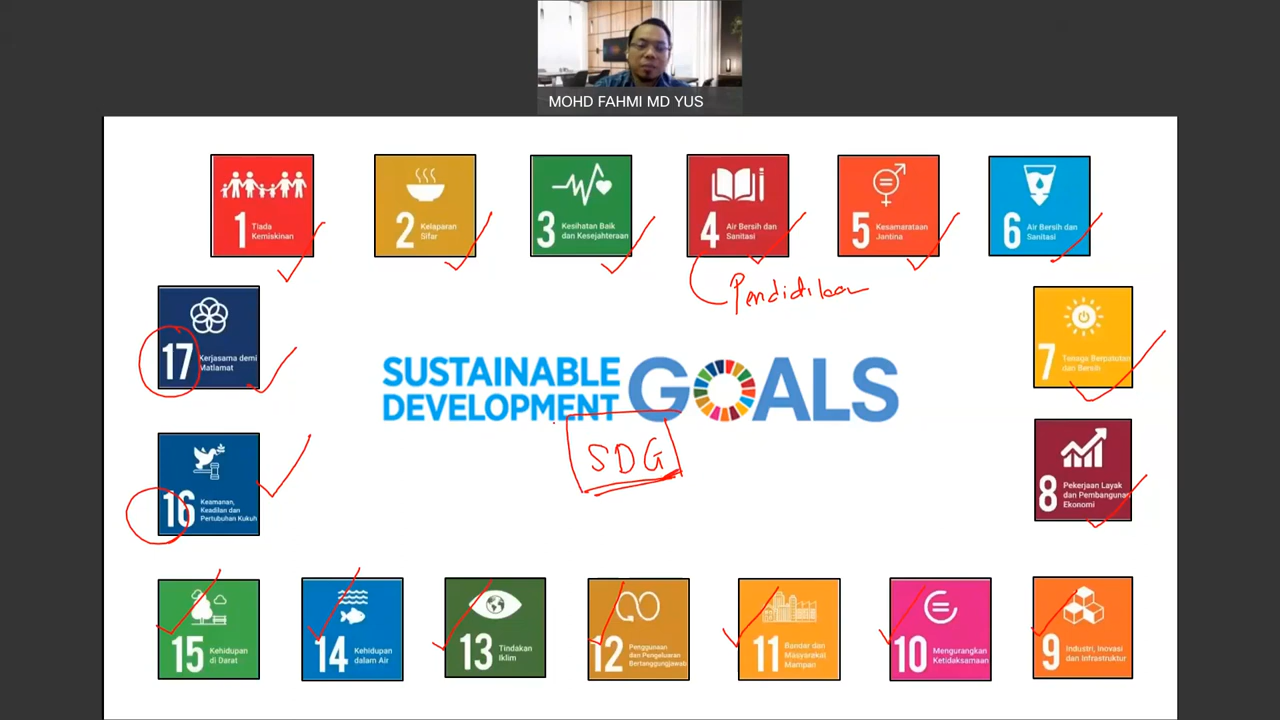 MOHD FAHMI MD YUS
1
Tiada
Kemiskinan
2
Kelaparan
Sifar
3
Kesihatan Baik
dan Kesejahteraan
4
Air Bersih dan
Sanitasi
5
Kesamarataan
Jantina
6
Air Bersih dan
Sanitasi
Pendidikan
17
Kerjasama demi
Matlamat
7
Tenaga Berpatutan
dan Bersih
SUSTAINABLE
DEVELOPMENT
GOALS
SDG
16
Keamanan,
Keadilan dan
Pertubuhan Kukuh
8
Pekerjaan Layak
dan Pembangunan
Ekonomi
15
Kehidupan
di Darat
14
Kehidupan
dalam Air
13
Tindakan
Iklim
12
Penggunaan
dan Pengeluaran
Bertanggungjawab
11
Bandar dan
Masyarakat
Mampan
10
Mengurangkan
Ketidaksamaan
9
Industri, Inovasi
dan Infrastruktur